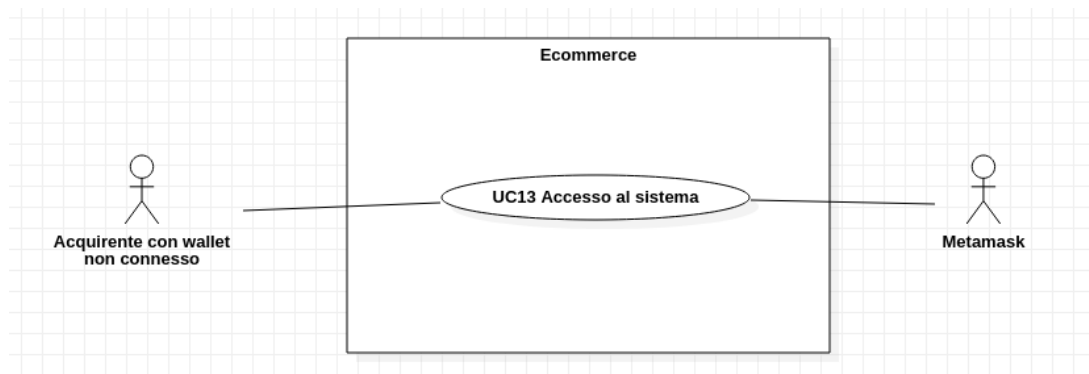 Ecommerce
UC13 Accesso al sistema
Acquirente con wallet
non connesso
Metamask